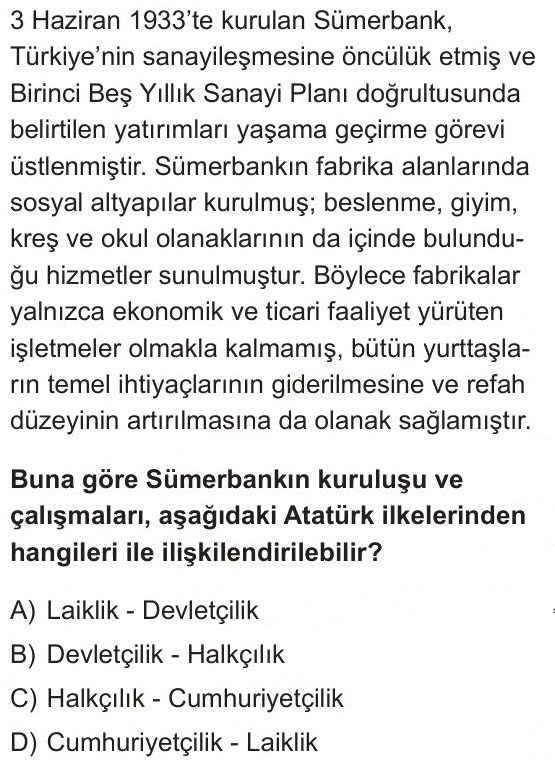 3 Haziran 1933’te kurulan Sümerbank,
Türkiye’nin sanayileşmesine öncülük etmiş ve
Birinci Beş Yıllık Sanayi Planı doğrultusunda
belirtilen yatırımları yaşama geçirme görevi
üstlenmiştir. Sümerbankın fabrika alanlarında
sosyal altyapılar kurulmuş; beslenme, giyim,
kreş ve okul olanaklarının da içinde bulundu-
ğu hizmetler sunulmuştur. Böylece fabrikalar
yalnızca ekonomik ve ticari faaliyet yürüten
işletmeler olmakla kalmamış, bütün yurttaşla-
rın temel ihtiyaçlarının giderilmesine ve refah
düzeyinin artırılmasına da olanak sağlamıştır.
Buna göre Sümerbankın kuruluşu ve
çalışmaları, aşağıdaki Atatürk ilkelerinden
hangileri ile ilişkilendirilebilir?
A) Laiklik - Devletçilik
B) Devletçilik - Halkçılık
C) Halkçılık - Cumhuriyetçilik
D) Cumhuriyetçilik - Laiklik